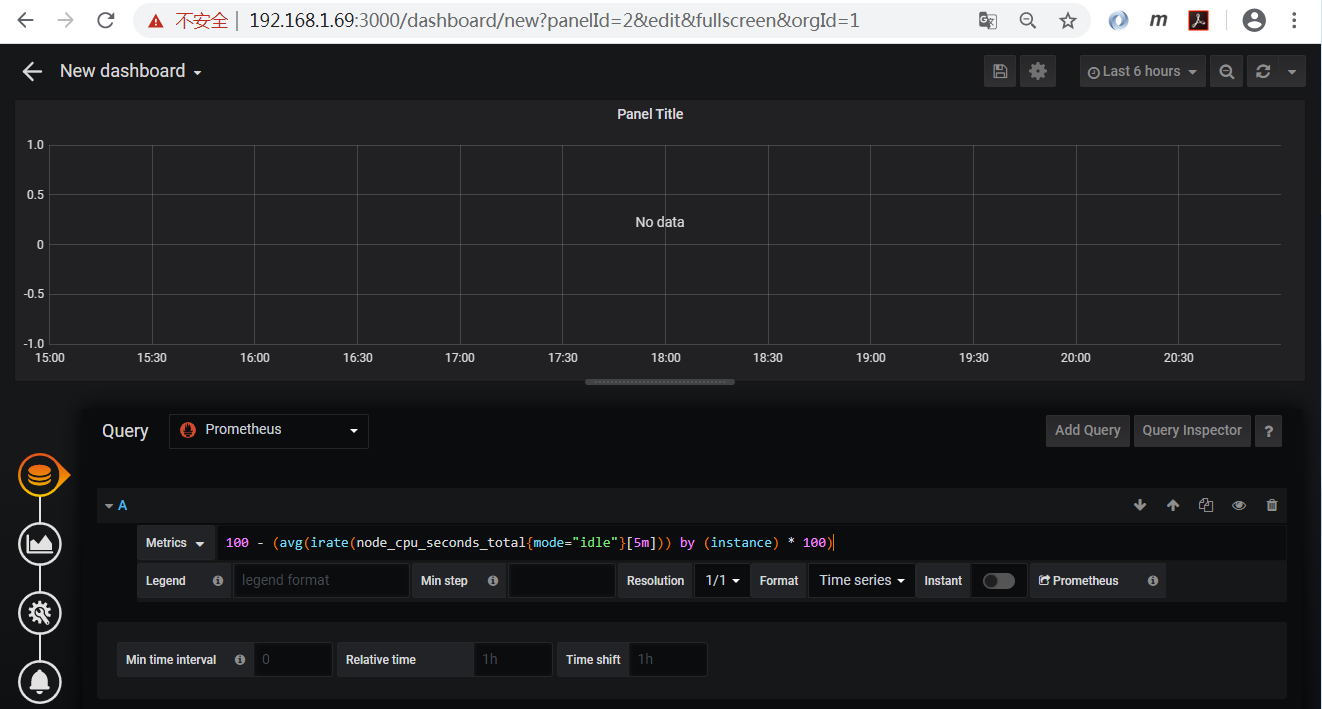 不安全 192.168.1.69:3000/dashboard/new?panelId=2&edit&fullscreen&orgId=1
New dashboard
Last 6 hours
Panel Title
1.0
0.5
0
-0.5
-1.0
No data
15:00 15:30 16:00 16:30 17:00 17:30 18:00 18:30 19:00 19:30 20:00 20:30
Query Prometheus Add Query Query Inspector ?
A
Metrics 100 - (avg(irate(node_cpu_seconds_total{mode="idle"}[5m])) by (instance) * 100)
Legend legend format Min step Resolution 1/1 Format Time series Instant Prometheus
Min time interval 0 Relative time 1h Time shift 1h